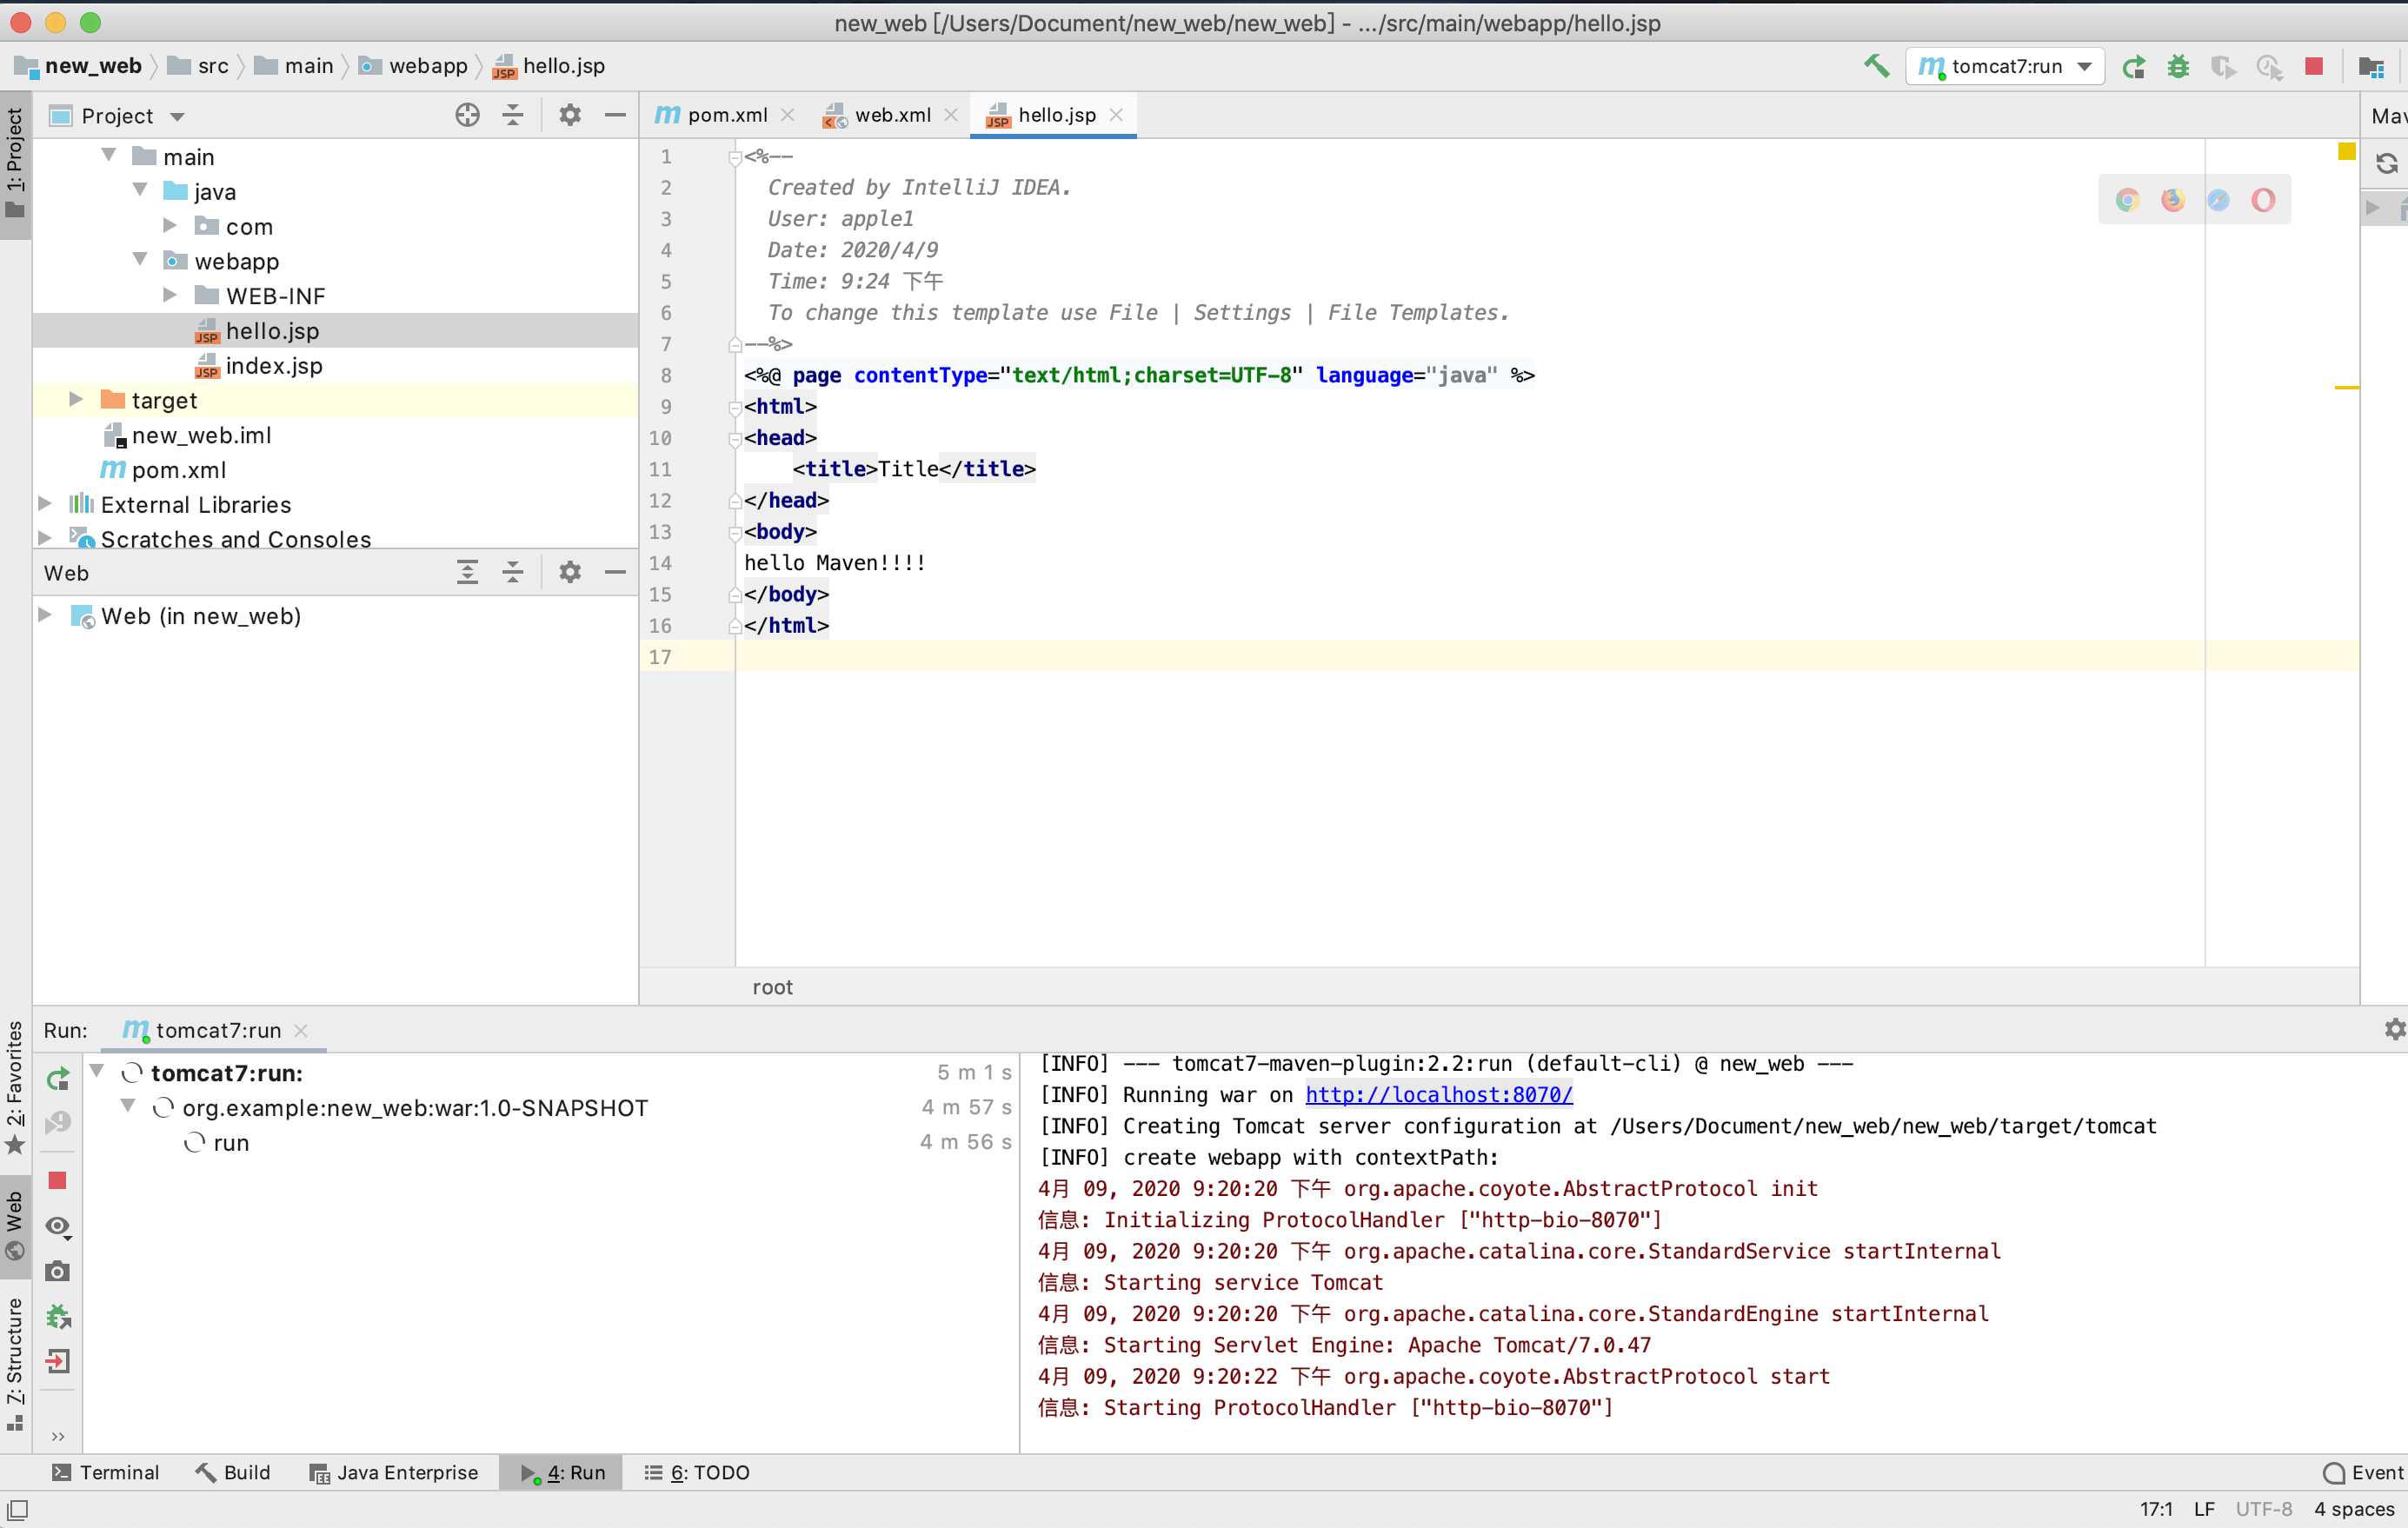 new_web [/Users/Document/new_web/new_web] - .../src/main/webapp/hello.jsp
new_web src main webapp hello.jsp
tomcat7:run
1: Project
Project
pom.xml web.xml hello.jsp
main
java
com
webapp
WEB-INF
hello.jsp
index.jsp
target
new_web.iml
pom.xml
External Libraries
Scratches and Consoles
Web
Web (in new_web)
1 <%--
2 Created by IntelliJ IDEA.
3 User: apple1
4 Date: 2020/4/9
5 Time: 9:24 下午
6 To change this template use File | Settings | File Templates.
7 --%>
8 <%@ page contentType="text/html;charset=UTF-8" language="java" %>
9 <html>
10 <head>
11 <title>Title</title>
12 </head>
13 <body>
14 hello Maven!!!!
15 </body>
16 </html>
17
root
2: Favorites
Web
7: Structure
Run: tomcat7:run
tomcat7:run: 5 m 1 s
org.example:new_web:war:1.0-SNAPSHOT 4 m 57 s
run 4 m 56 s
[INFO] --- tomcat7-maven-plugin:2.2:run (default-cli) @ new_web ---
[INFO] Running war on http://localhost:8070/
[INFO] Creating Tomcat server configuration at /Users/Document/new_web/new_web/target/tomcat
[INFO] create webapp with contextPath:
4月 09, 2020 9:20:20 下午 org.apache.coyote.AbstractProtocol init
信息: Initializing ProtocolHandler ["http-bio-8070"]
4月 09, 2020 9:20:20 下午 org.apache.catalina.core.StandardService startInternal
信息: Starting service Tomcat
4月 09, 2020 9:20:20 下午 org.apache.catalina.core.StandardEngine startInternal
信息: Starting Servlet Engine: Apache Tomcat/7.0.47
4月 09, 2020 9:20:22 下午 org.apache.coyote.AbstractProtocol start
信息: Starting ProtocolHandler ["http-bio-8070"]
Terminal Build Java Enterprise 4: Run 6: TODO Event
17:1 LF UTF-8 4 spaces